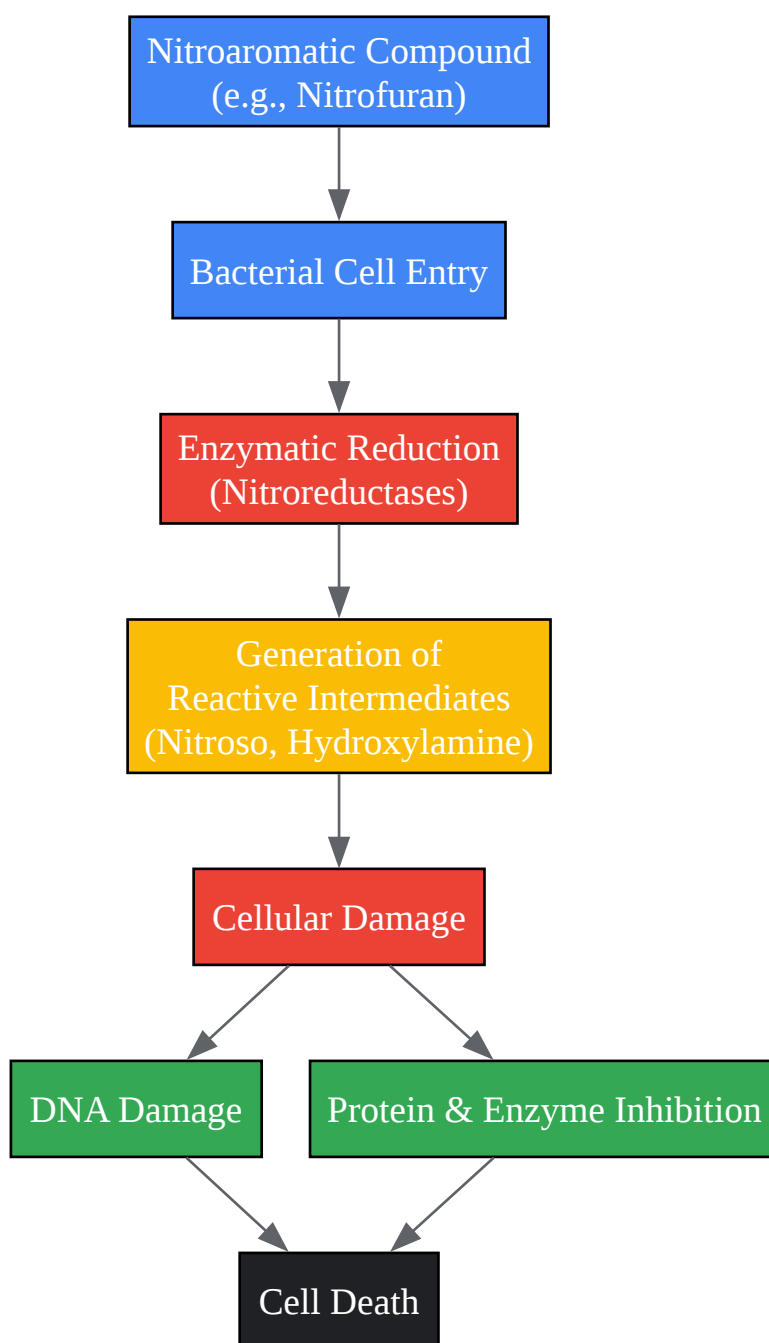 Nitroaromatic Compound
(e.g., Nitrofuran)
Bacterial Cell Entry
Enzymatic Reduction
(Nitroreductases)
Generation of
Reactive Intermediates
(Nitroso, Hydroxylamine)
Cellular Damage
DNA Damage
Protein & Enzyme Inhibition
Cell Death